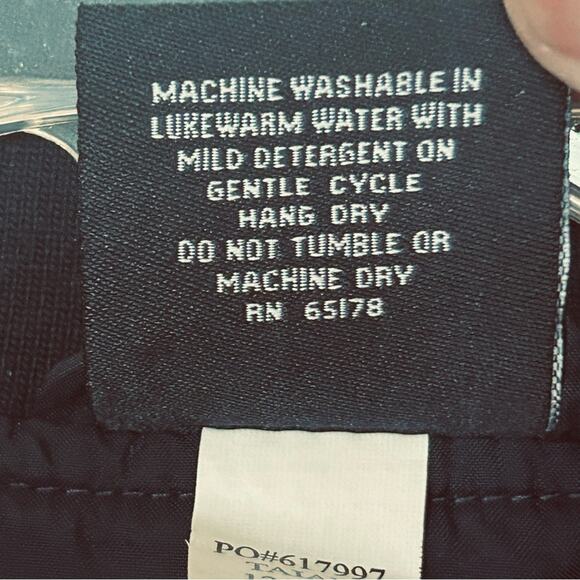 MACHINE WASHABLE IN
LUKEWARM WATER WITH
MILD DETERGENT ON
GENTLE CYCLE
HANG DRY
DO NOT TUMBLE OR
MACHINE DRY
RN 65178
PO#617997